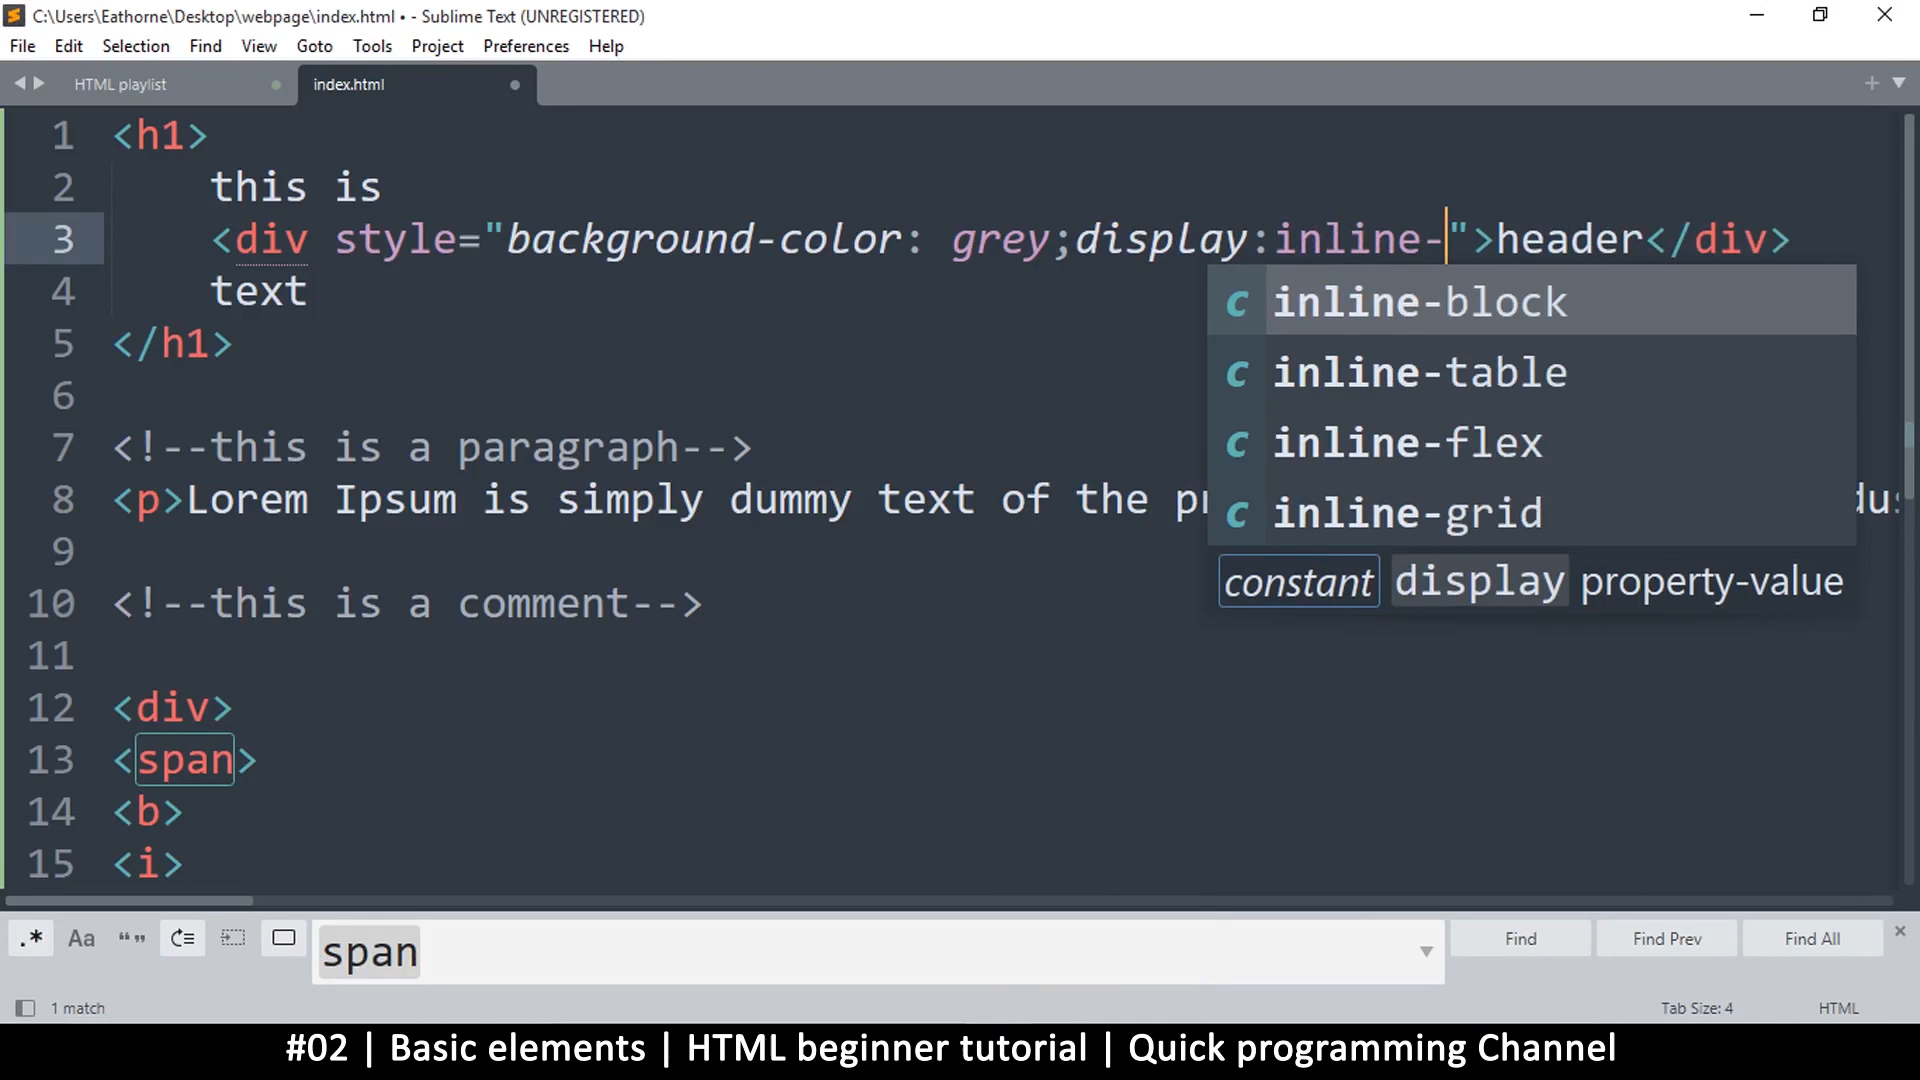 C:\Users\Eathorne\Desktop\webpage\index.html • - Sublime Text (UNREGISTERED)
File Edit Selection Find View Goto Tools Project Preferences Help
HTML playlist index.html
1 <h1>
2 this is
3 <div style="background-color: grey;display:inline-">header</div>
4 text
5 </h1>
6
7 <!--this is a paragraph-->
8 <p>Lorem Ipsum is simply dummy text of the
9
10 <!--this is a comment-->
11
12 <div>
13 <span>
14 <b>
15 <i>
inline-block
inline-table
inline-flex
inline-grid
constant display property-value
.* Aa “” span Find Find Prev Find All
1 match Tab Size: 4 HTML
#02 | Basic elements | HTML beginner tutorial | Quick programming Channel